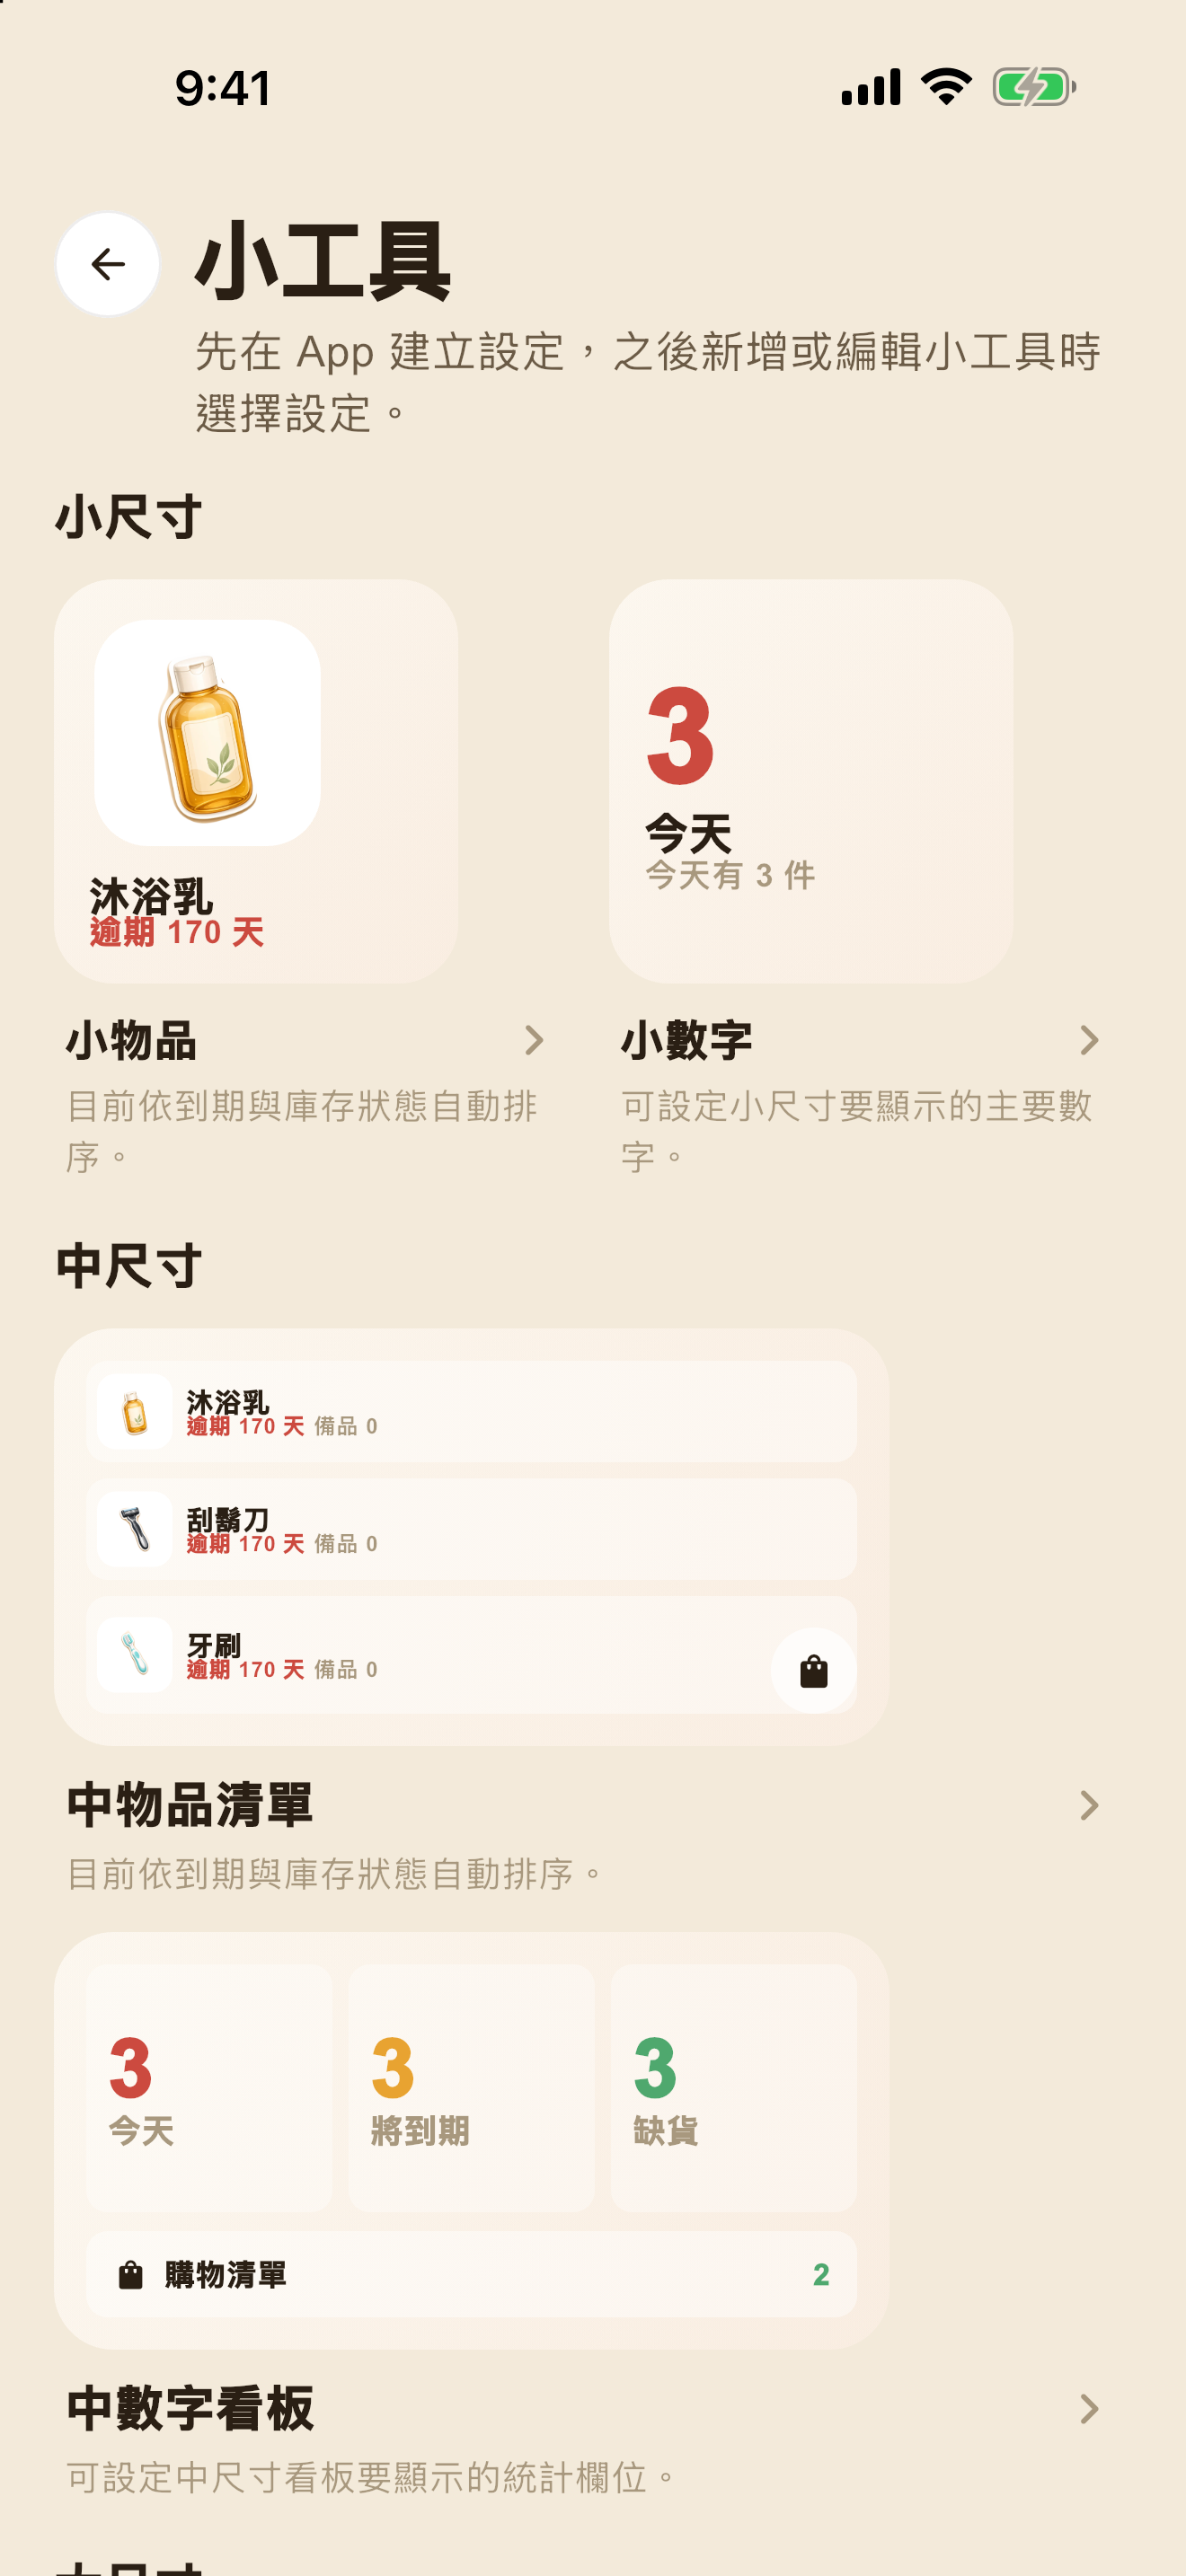 9:41
小工具
先在 App 建立設定，之後新增或編輯小工具時
選擇設定。
小尺寸
沐浴乳
逾期 170 天
3
今天
今天有 3 件
小物品
目前依到期與庫存狀態自動排
序。
小數字
可設定小尺寸要顯示的主要數
字。
中尺寸
沐浴乳
逾期 170 天 備品 0
刮鬍刀
逾期 170 天 備品 0
牙刷
逾期 170 天 備品 0
中物品清單
目前依到期與庫存狀態自動排序。
3
今天
3
將到期
3
缺貨
購物清單 2
中數字看板
可設定中尺寸看板要顯示的統計欄位。